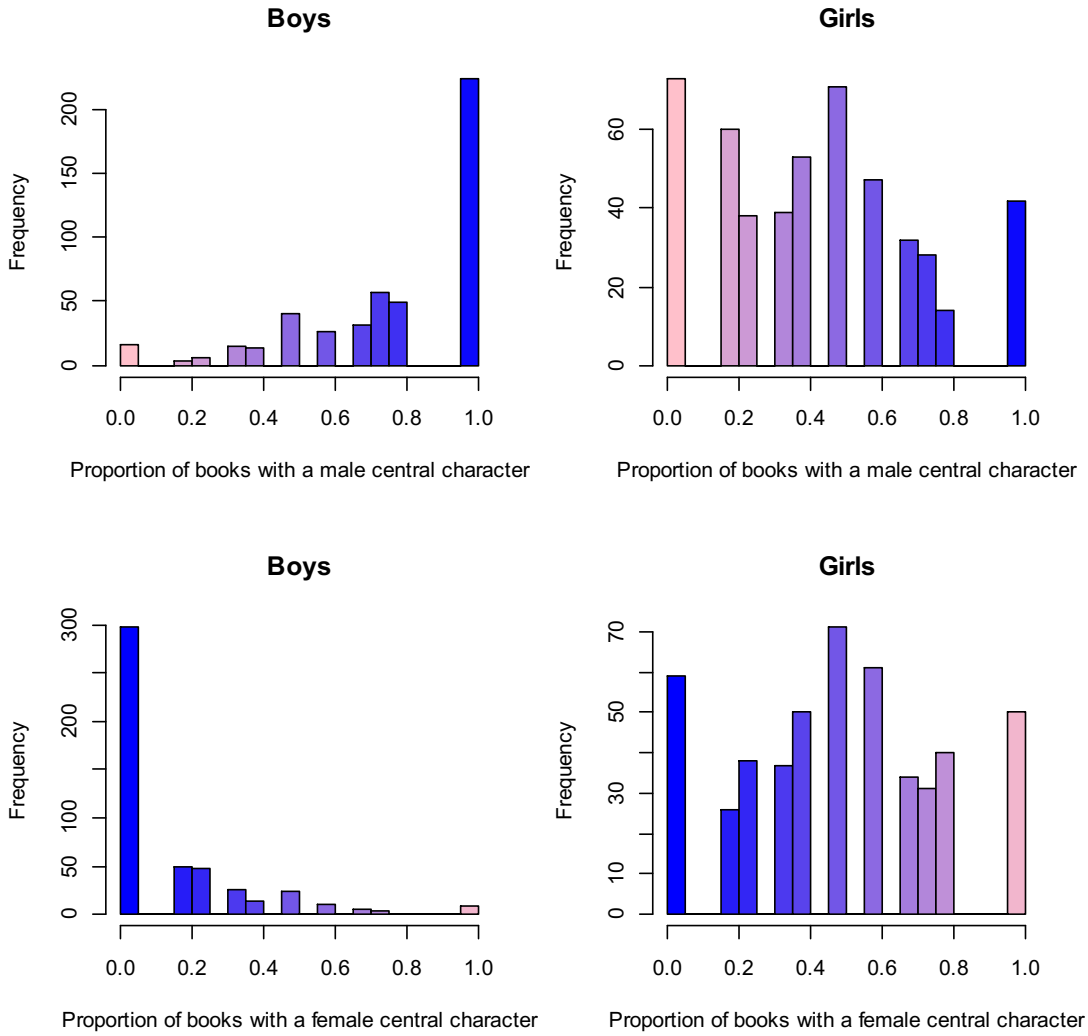 Boys
Frequency
0
50
100
150
200
0.0 0.2 0.4 0.6 0.8 1.0
Proportion of books with a male central character
Girls
Frequency
0
20
40
60
0.0 0.2 0.4 0.6 0.8 1.0
Proportion of books with a male central character
Boys
Frequency
0
50
100
200
300
0.0 0.2 0.4 0.6 0.8 1.0
Proportion of books with a female central character
Girls
Frequency
0
10
30
50
70
0.0 0.2 0.4 0.6 0.8 1.0
Proportion of books with a female central character